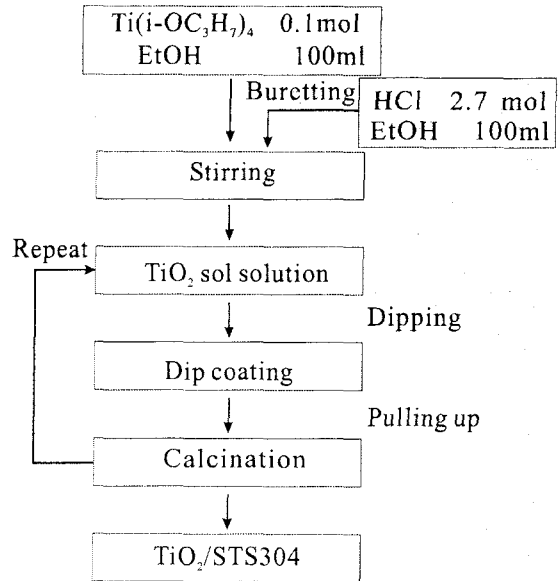 Ti(i-OC₃H₇)₄ 0.1mol
EtOH 100ml
Buretting
HCl 2.7 mol
EtOH 100ml
Stirring
Repeat
TiO₂ sol solution
Dipping
Dip coating
Pulling up
Calcination
TiO₂/STS304